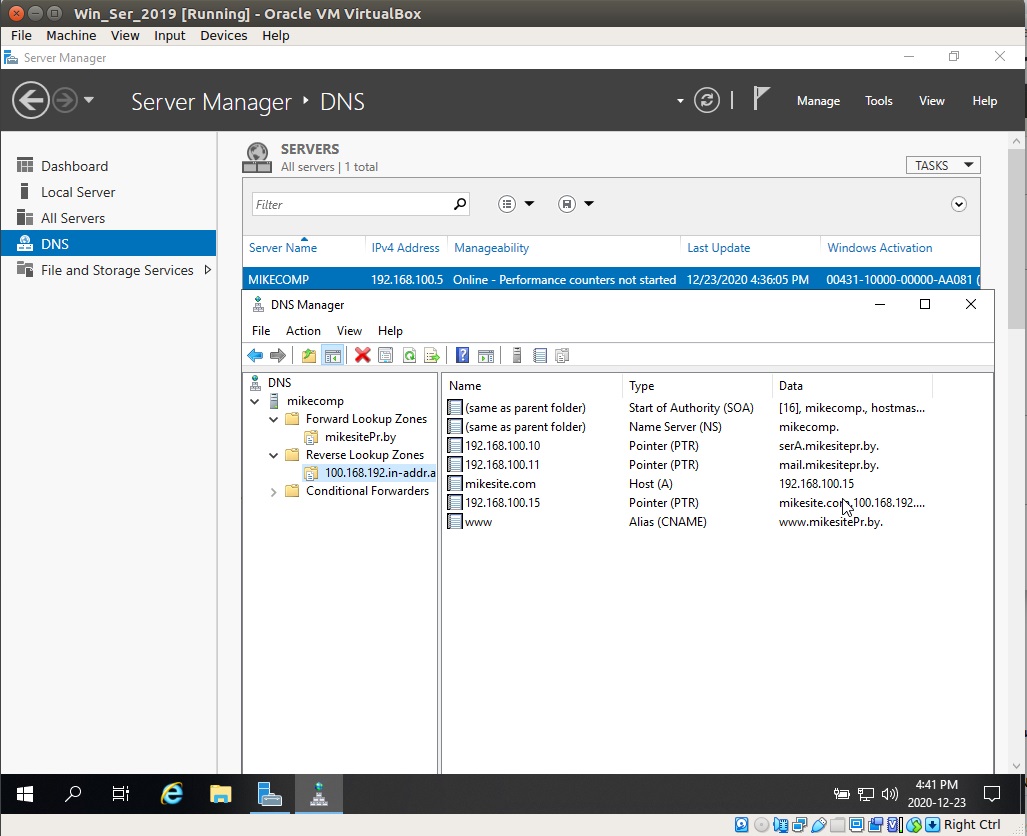 Win_Ser_2019 [Running] - Oracle VM VirtualBox
File Machine View Input Devices Help
Server Manager
Server Manager DNS
Manage Tools View Help
Dashboard
Local Server
All Servers
DNS
File and Storage Services
SERVERS
All servers | 1 total
TASKS
Filter
Server Name IPv4 Address Manageability Last Update Windows Activation
MIKECOMP 192.168.100.5 Online - Performance counters not started 12/23/2020 4:36:05 PM 00431-10000-00000-AA081 (
DNS Manager
File Action View Help
DNS
mikecomp
Forward Lookup Zones
mikesitePr.by
Reverse Lookup Zones
100.168.192.in-addr.a
Conditional Forwarders
Name Type Data
(same as parent folder) Start of Authority (SOA) [16], mikecomp., hostmas...
(same as parent folder) Name Server (NS) mikecomp.
192.168.100.10 Pointer (PTR) serA.mikesitepr.by.
192.168.100.11 Pointer (PTR) mail.mikesitepr.by.
mikesite.com Host (A) 192.168.100.15
192.168.100.15 Pointer (PTR) mikesite.com.100.168.192....
www Alias (CNAME) www.mikesitePr.by.
4:41 PM
2020-12-23
Right Ctrl